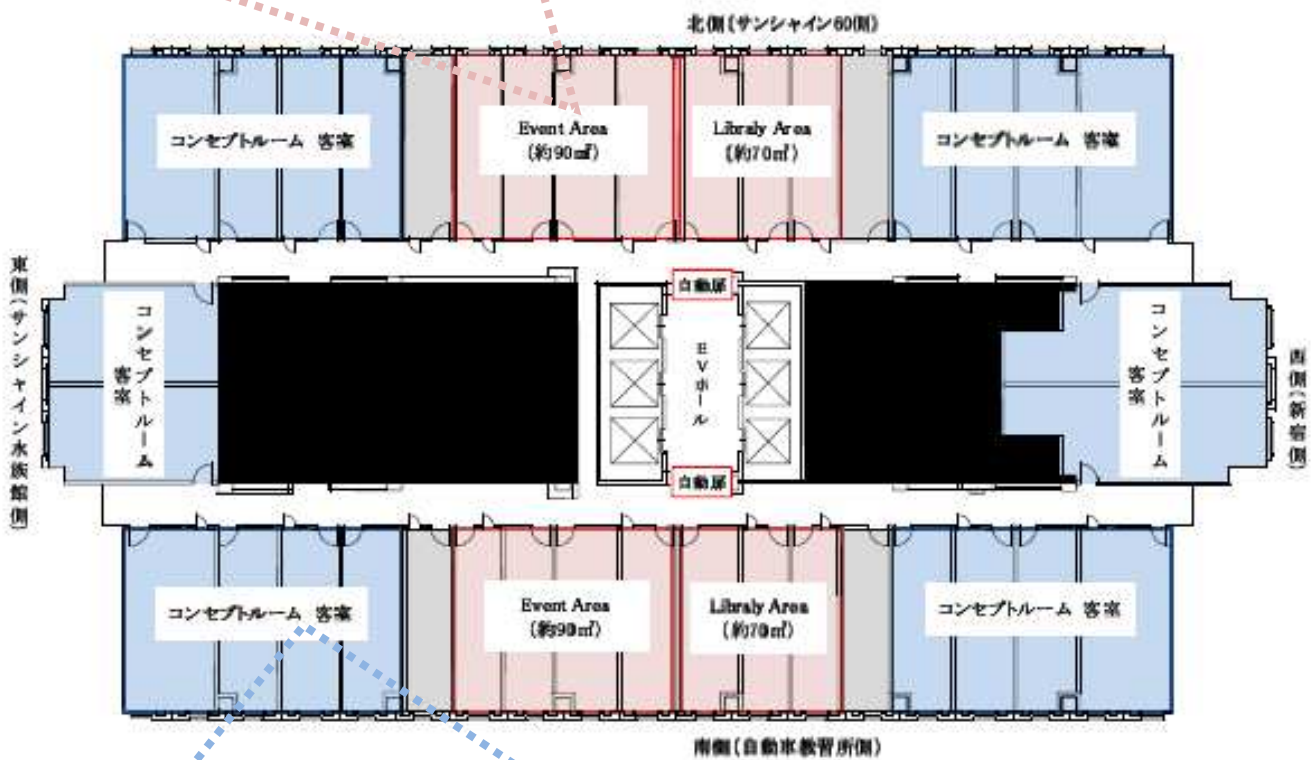 北側(サンシャイン60側)
コンセプトルーム 客室
Event Area
(約90㎡)
Libraly Area
(約70㎡)
コンセプトルーム 客室
東側(サンシャイン水族館側)
コンセプトルーム
客室
自動扉
EVホール
自動扉
コンセプトルーム
客室
西側(新宿側)
コンセプトルーム 客室
Event Area
(約90㎡)
Libraly Area
(約70㎡)
コンセプトルーム 客室
南側(自動車教習所側)